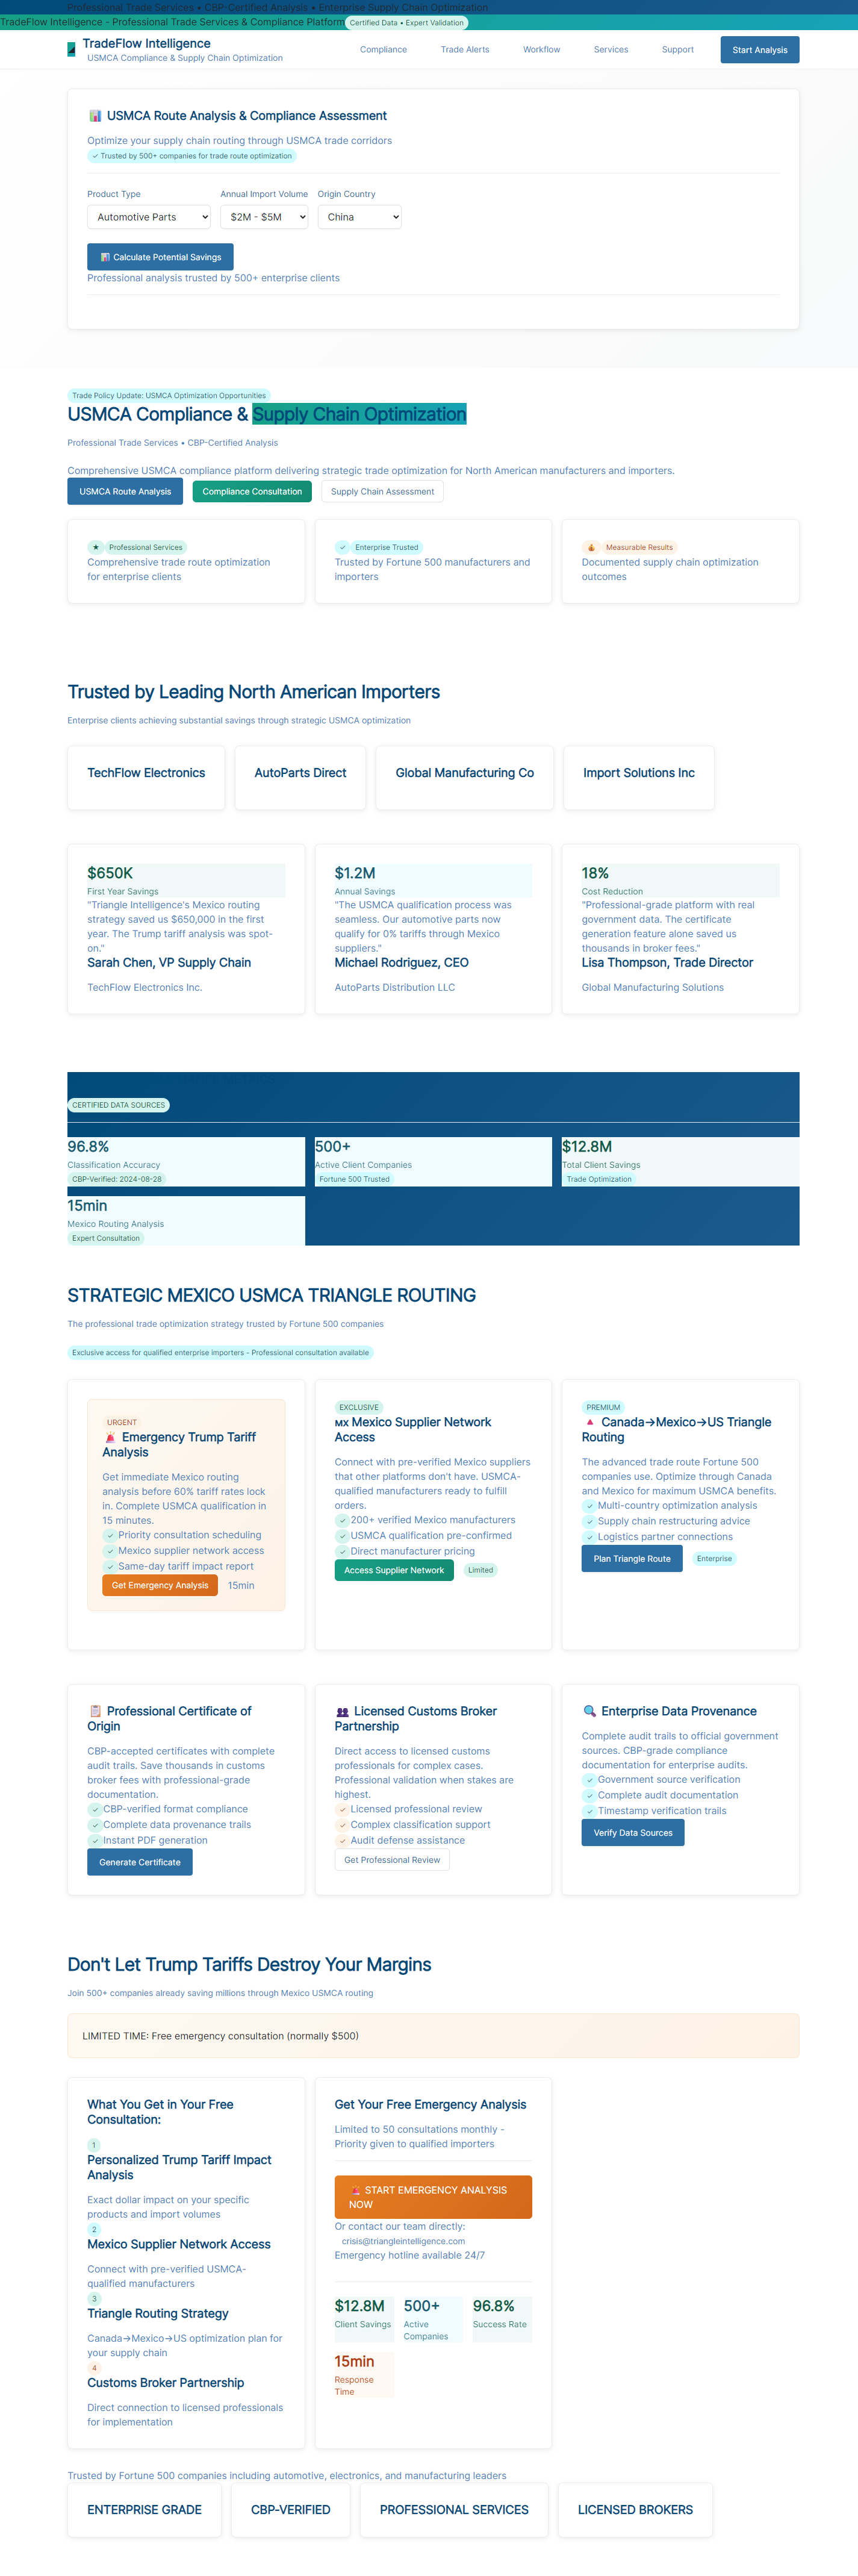 Professional Trade Services • CBP-Certified Analysis • Enterprise Supply Chain Optimization
TradeFlow Intelligence - Professional Trade Services & Compliance Platform Certified Data • Expert Validation
TradeFlow Intelligence
USMCA Compliance & Supply Chain Optimization
Compliance Trade Alerts Workflow Services Support Start Analysis
📊 USMCA Route Analysis & Compliance Assessment
Optimize your supply chain routing through USMCA trade corridors
✓ Trusted by 500+ companies for trade route optimization
Product Type Annual Import Volume Origin Country
Automotive Parts $2M - $5M China
📊 Calculate Potential Savings
Professional analysis trusted by 500+ enterprise clients
Trade Policy Update: USMCA Optimization Opportunities
USMCA Compliance & Supply Chain Optimization
Professional Trade Services • CBP-Certified Analysis
Comprehensive USMCA compliance platform delivering strategic trade optimization for North American manufacturers and importers.
USMCA Route Analysis Compliance Consultation Supply Chain Assessment
★ Professional Services
Comprehensive trade route optimization
for enterprise clients
✓ Enterprise Trusted
Trusted by Fortune 500 manufacturers and
importers
💰 Measurable Results
Documented supply chain optimization
outcomes
Trusted by Leading North American Importers
Enterprise clients achieving substantial savings through strategic USMCA optimization
TechFlow Electronics AutoParts Direct Global Manufacturing Co Import Solutions Inc
$650K
First Year Savings
"Triangle Intelligence's Mexico routing
strategy saved us $650,000 in the first
year. The Trump tariff analysis was spot-
on."
Sarah Chen, VP Supply Chain
TechFlow Electronics Inc.
$1.2M
Annual Savings
"The USMCA qualification process was
seamless. Our automotive parts now
qualify for 0% tariffs through Mexico
suppliers."
Michael Rodriguez, CEO
AutoParts Distribution LLC
18%
Cost Reduction
"Professional-grade platform with real
government data. The certificate
generation feature alone saved us
thousands in broker fees."
Lisa Thompson, Trade Director
Global Manufacturing Solutions
CERTIFIED DATA SOURCES
96.8%
Classification Accuracy
CBP-Verified: 2024-08-28
500+
Active Client Companies
Fortune 500 Trusted
$12.8M
Total Client Savings
Trade Optimization
15min
Mexico Routing Analysis
Expert Consultation
STRATEGIC MEXICO USMCA TRIANGLE ROUTING
The professional trade optimization strategy trusted by Fortune 500 companies
Exclusive access for qualified enterprise importers - Professional consultation available
URGENT
🚨 Emergency Trump Tariff
Analysis
Get immediate Mexico routing
analysis before 60% tariff rates lock
in. Complete USMCA qualification in
15 minutes.
✓ Priority consultation scheduling
✓ Mexico supplier network access
✓ Same-day tariff impact report
Get Emergency Analysis 15min
EXCLUSIVE
MX Mexico Supplier Network
Access
Connect with pre-verified Mexico suppliers
that other platforms don't have. USMCA-
qualified manufacturers ready to fulfill
orders.
✓ 200+ verified Mexico manufacturers
✓ USMCA qualification pre-confirmed
✓ Direct manufacturer pricing
Access Supplier Network Limited
PREMIUM
🔺 Canada→Mexico→US Triangle
Routing
The advanced trade route Fortune 500
companies use. Optimize through Canada
and Mexico for maximum USMCA benefits.
✓ Multi-country optimization analysis
✓ Supply chain restructuring advice
✓ Logistics partner connections
Plan Triangle Route Enterprise
📋 Professional Certificate of
Origin
CBP-accepted certificates with complete
audit trails. Save thousands in customs
broker fees with professional-grade
documentation.
✓ CBP-verified format compliance
✓ Complete data provenance trails
✓ Instant PDF generation
Generate Certificate
👥 Licensed Customs Broker
Partnership
Direct access to licensed customs
professionals for complex cases.
Professional validation when stakes are
highest.
✓ Licensed professional review
✓ Complex classification support
✓ Audit defense assistance
Get Professional Review
🔍 Enterprise Data Provenance
Complete audit trails to official government
sources. CBP-grade compliance
documentation for enterprise audits.
✓ Government source verification
✓ Complete audit documentation
✓ Timestamp verification trails
Verify Data Sources
Don't Let Trump Tariffs Destroy Your Margins
Join 500+ companies already saving millions through Mexico USMCA routing
LIMITED TIME: Free emergency consultation (normally $500)
What You Get in Your Free
Consultation:
1
Personalized Trump Tariff Impact
Analysis
Exact dollar impact on your specific
products and import volumes
2
Mexico Supplier Network Access
Connect with pre-verified USMCA-
qualified manufacturers
3
Triangle Routing Strategy
Canada→Mexico→US optimization plan for
your supply chain
4
Customs Broker Partnership
Direct connection to licensed professionals
for implementation
Get Your Free Emergency Analysis
Limited to 50 consultations monthly -
Priority given to qualified importers
🚨 START EMERGENCY ANALYSIS
NOW
Or contact our team directly:
crisis@triangleintelligence.com
Emergency hotline available 24/7
$12.8M
Client Savings
500+
Active
Companies
96.8%
Success Rate
15min
Response
Time
Trusted by Fortune 500 companies including automotive, electronics, and manufacturing leaders
ENTERPRISE GRADE CBP-VERIFIED PROFESSIONAL SERVICES LICENSED BROKERS